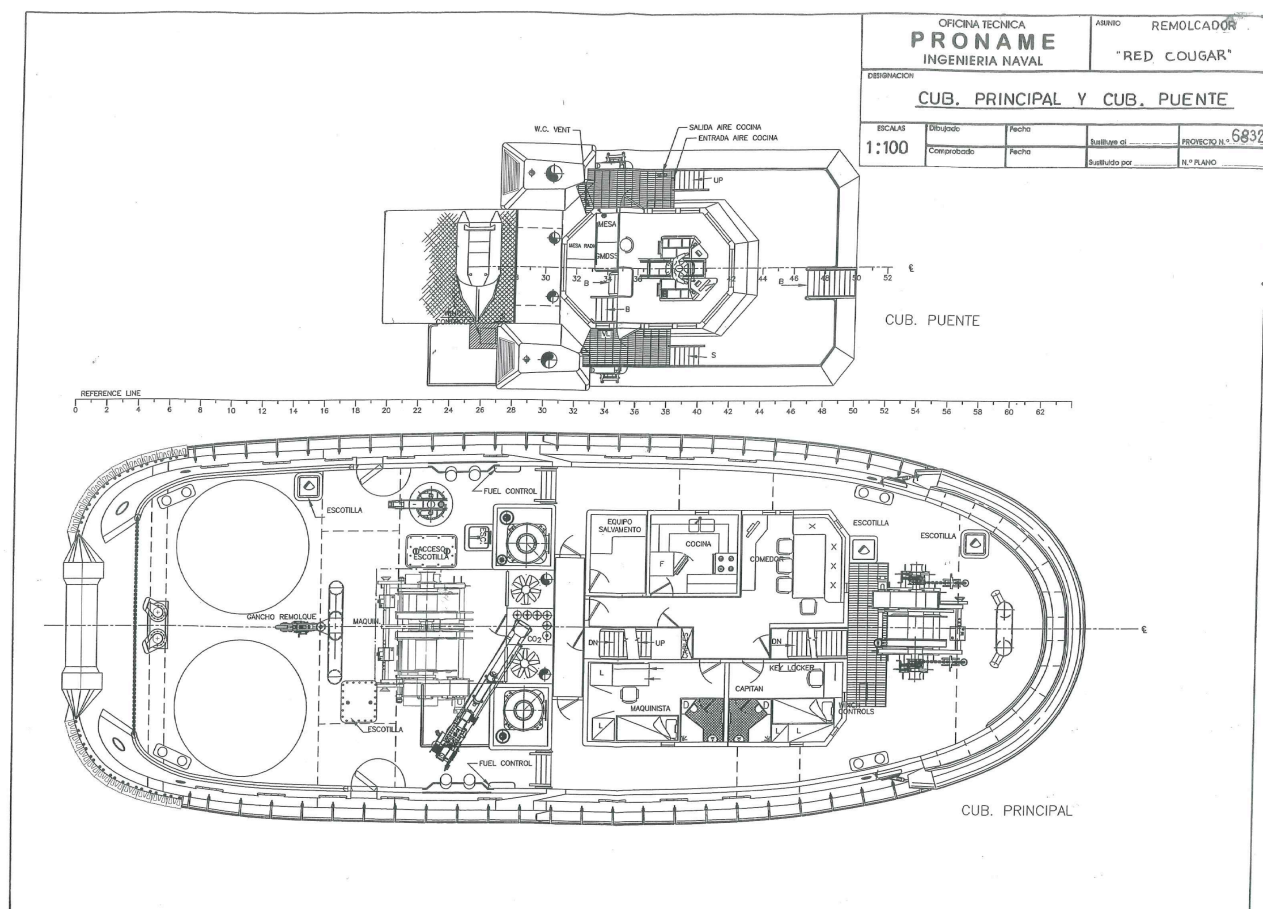 OFICINA TECNICA
PRONAME
INGENIERIA NAVAL
ASUNTO
REMOLCADOR
"RED COUGAR"
DESIGNACION
CUB. PRINCIPAL Y CUB. PUENTE
ESCALAS
1:100
Dibujado
Fecha
Comprobado
Fecha
Sustituye al
Sustituido por
PROYECTO N.º 6832
N.º PLANO
W.C. VENT
SALIDA AIRE COCINA
ENTRADA AIRE COCINA
UP
MESA
MESA RADIO
GMDSS
30 32 34 36 38 40 42 44 46 48 50 52
B
B
B
S
CUB. PUENTE
REFERENCE LINE
0 2 4 6 8 10 12 14 16 18 20 22 24 26 28 30 32 34 36 38 40 42 44 46 48 50 52 54 56 58 60 62
FUEL CONTROL
ESCOTILLA
EQUIPO
SALVAMENTO
COCINA
F
COMEDOR
ESCOTILLA
ESCOTILLA
ACCESO
ESCOTILLA
GANCHO REMOLQUE
MAQUIN.
CO2
DN
UP
DN
L
KEY LOCKER
CAPITAN
MAQUINISTA
D
D
L
L
WINCH
CONTROLS
ESCOTILLA
FUEL CONTROL
CUB. PRINCIPAL